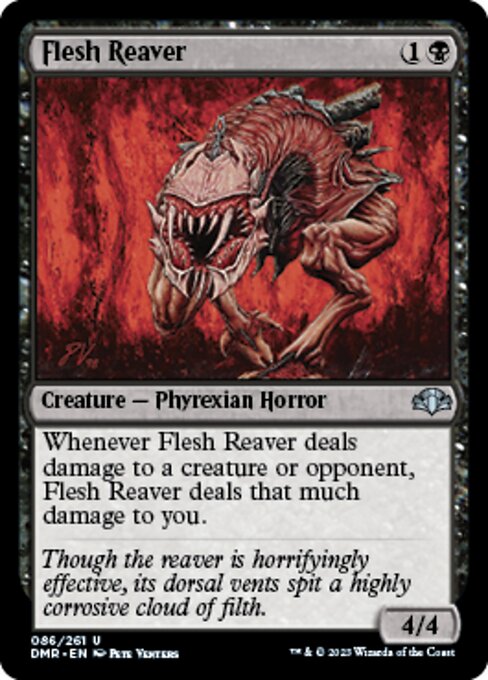 Flesh Reaver 1
Creature — Phyrexian Horror
Whenever Flesh Reaver deals
damage to a creature or opponent,
Flesh Reaver deals that much
damage to you.
Though the reaver is horrifyingly
effective, its dorsal vents spit a highly
corrosive cloud of filth.
4/4
086/261 U
DMR • EN Pete Venters
™ & © 2023 Wizards of the Coast